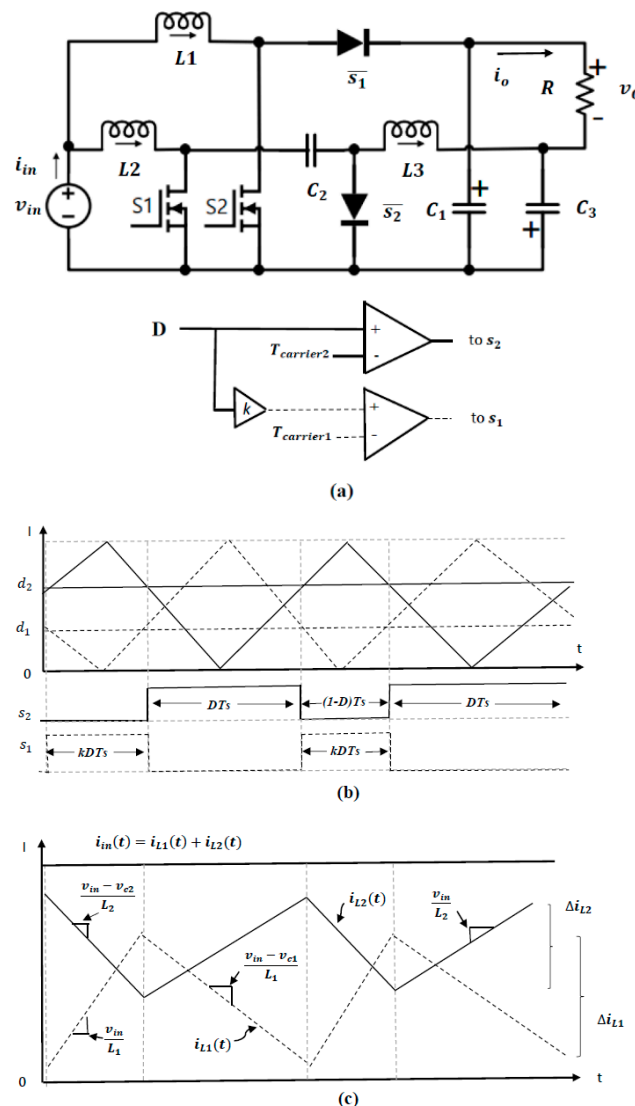 L1
s̅₁
i_o
R
+
v_o
-
L2
C₂
L3
i_in
v_in
+
-
S1
S2
s̅₂
C₁
+
C₃
+
D
T_carrier2
+
-
to s₂
k
T_carrier1
+
-
to s₁
(a)
1
d₂
d₁
0
t
s₂
DTs
(1-D)Ts
DTs
s₁
kDTs
kDTs
(b)
i_in(t) = i_L1(t) + i_L2(t)
(v_in − v_c2)/L₂
i_L2(t)
v_in/L₂
Δi_L2
(v_in − v_c1)/L₁
Δi_L1
v_in/L₁
i_L1(t)
0
t
(c)